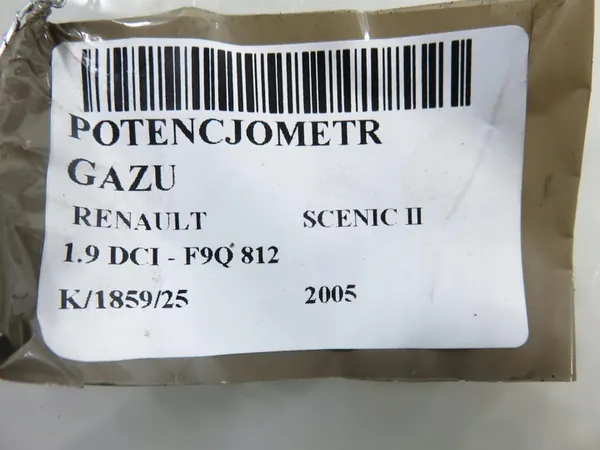 POTENCJOMETR
GAZU
RENAULT SCENIC II
1.9 DCI - F9Q 812
K/1859/25 2005